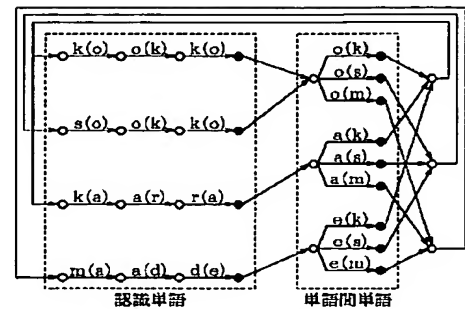 k(o) o(k) k(o)
s(o) o(k) k(o)
k(a) a(r) r(a)
m(a) a(d) d(e)
o(k)
o(s)
o(m)
a(k)
a(s)
a(m)
e(k)
e(s)
e(m)
認識単語
単語間単語